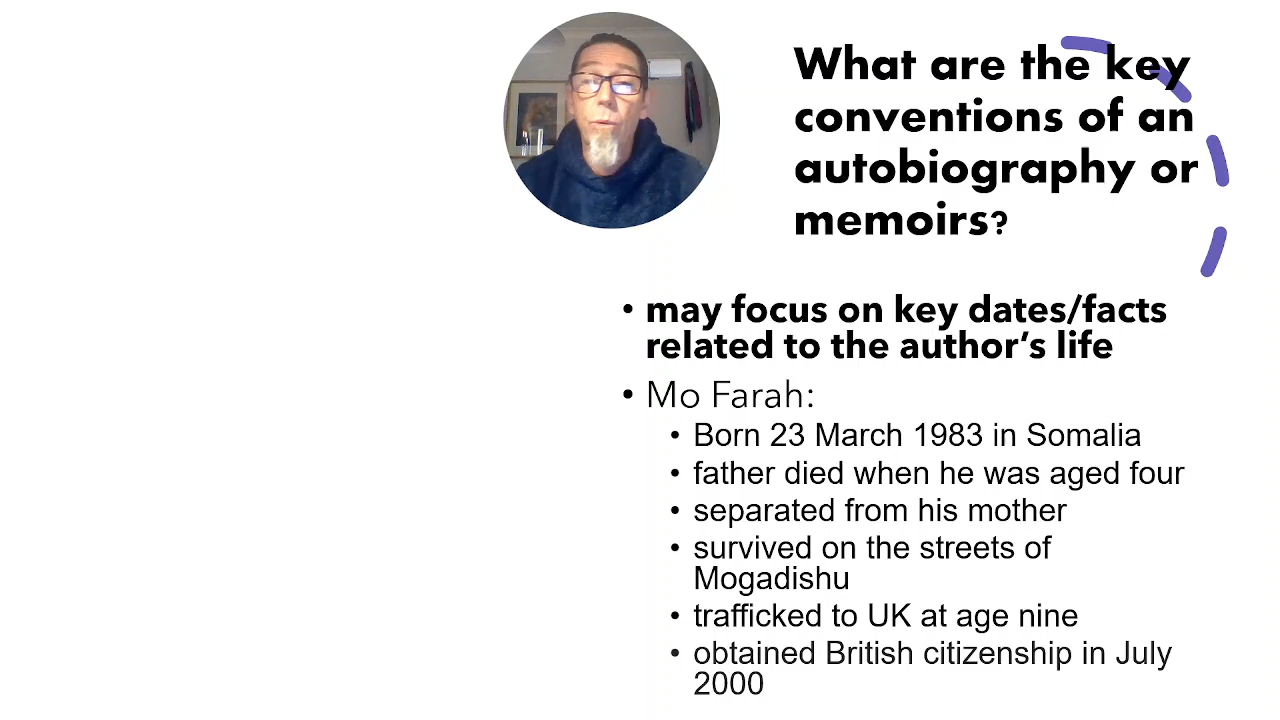 What are the key
conventions of an
autobiography or
memoirs?
• may focus on key dates/facts
related to the author’s life
• Mo Farah:
• Born 23 March 1983 in Somalia
• father died when he was aged four
• separated from his mother
• survived on the streets of
Mogadishu
• trafficked to UK at age nine
• obtained British citizenship in July
2000